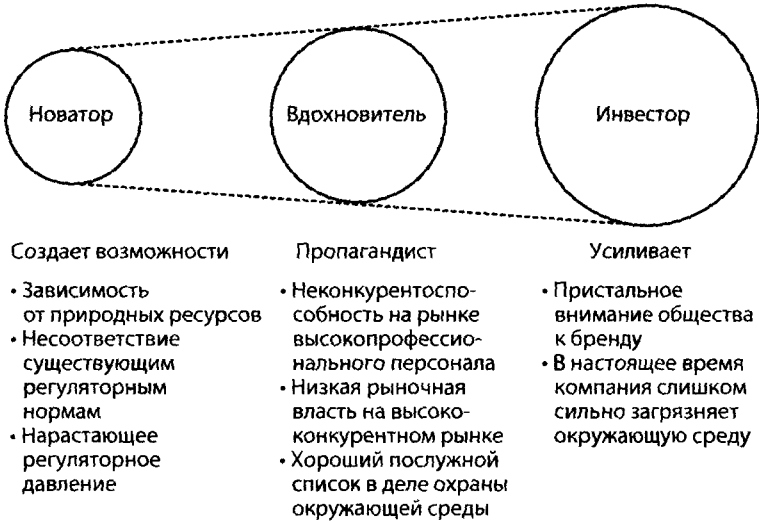 Новатор
Вдохновитель
Инвестор
Создает возможности
• Зависимость
от природных ресурсов
• Несоответствие
существующим
регуляторным
нормам
• Нарастающее
регуляторное
давление
Пропагандист
• Неконкурентоспо-
собность на рынке
высокопрофессио-
нального персонала
• Низкая рыночная
власть на высоко-
конкурентном рынке
• Хороший послужной
список в деле охраны
окружающей среды
Усиливает
• Пристальное
внимание общества
к бренду
• В настоящее время
компания слишком
сильно загрязняет
окружающую среду